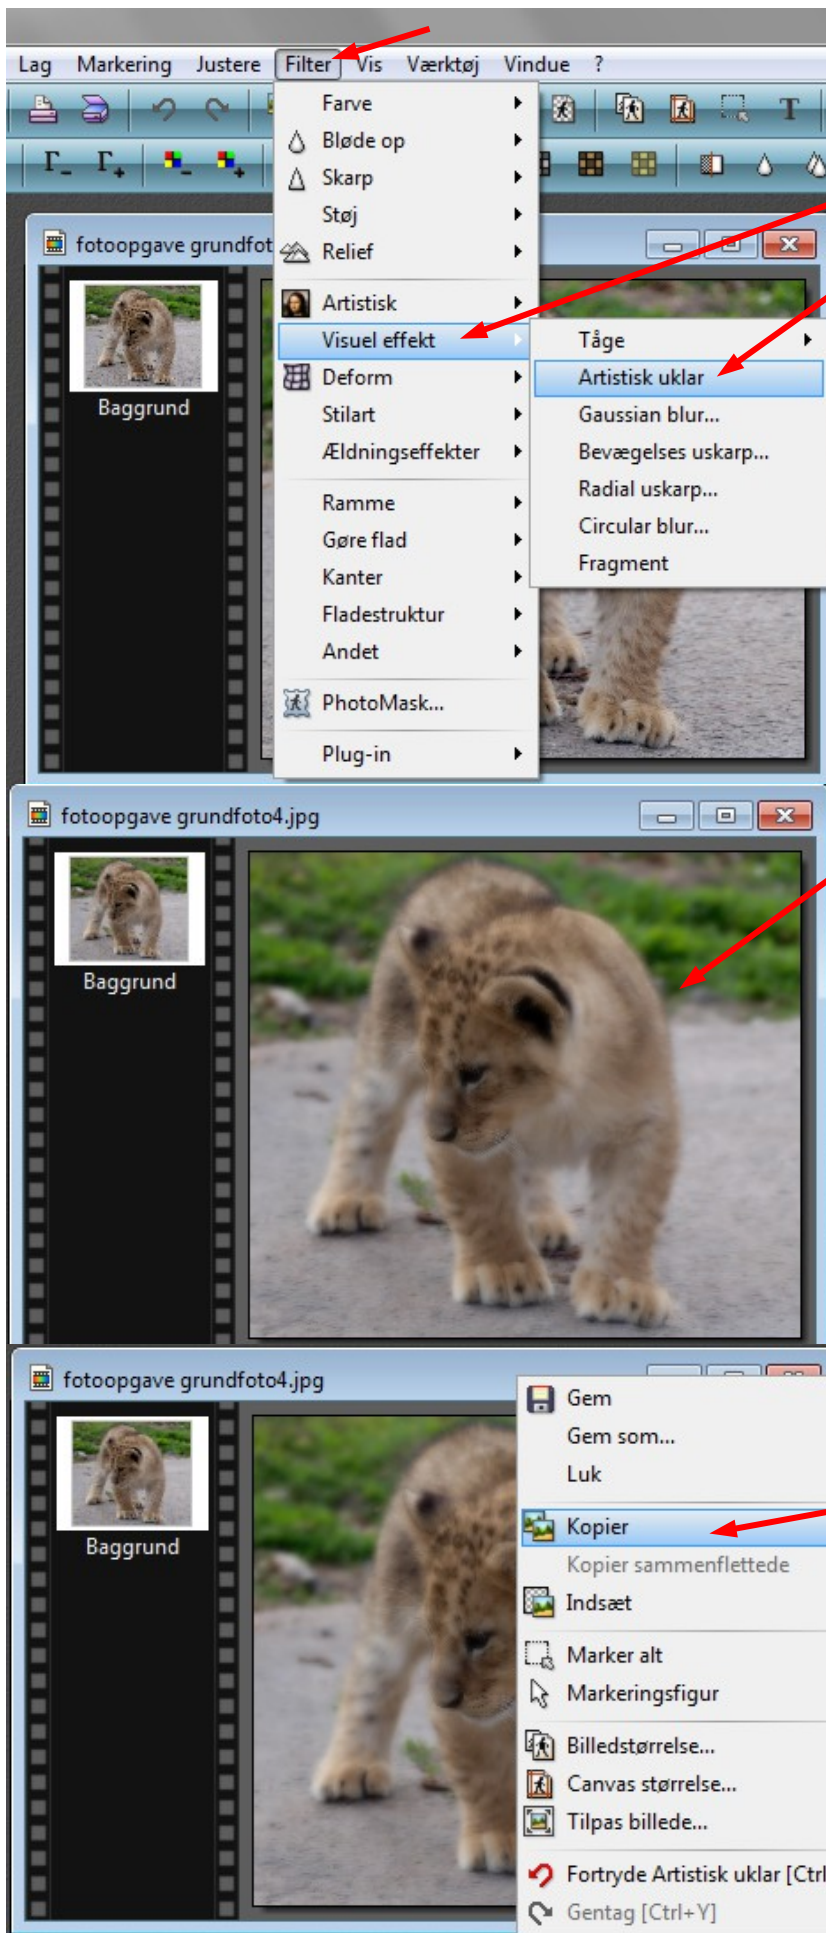 Lag Markering Justere Filter Vis Værktøj Vindue ?
T
Γ- Γ+
fotoopgave grundfot
Baggrund
Farve
Bløde op
Skarp
Støj
Relief
Artistisk
Visuel effekt
Deform
Stilart
Ældningseffekter
Ramme
Gøre flad
Kanter
Fladestruktur
Andet
PhotoMask...
Plug-in
Tåge
Artistisk uklar
Gaussian blur...
Bevægelses uskarp...
Radial uskarp...
Circular blur...
Fragment
fotoopgave grundfoto4.jpg
Baggrund
fotoopgave grundfoto4.jpg
Baggrund
Gem
Gem som...
Luk
Kopier
Kopier sammenflettede
Indsæt
Marker alt
Markeringsfigur
Billedstørrelse...
Canvas størrelse...
Tilpas billede...
Fortryde Artistisk uklar [Ctrl
Gentag [Ctrl+Y]